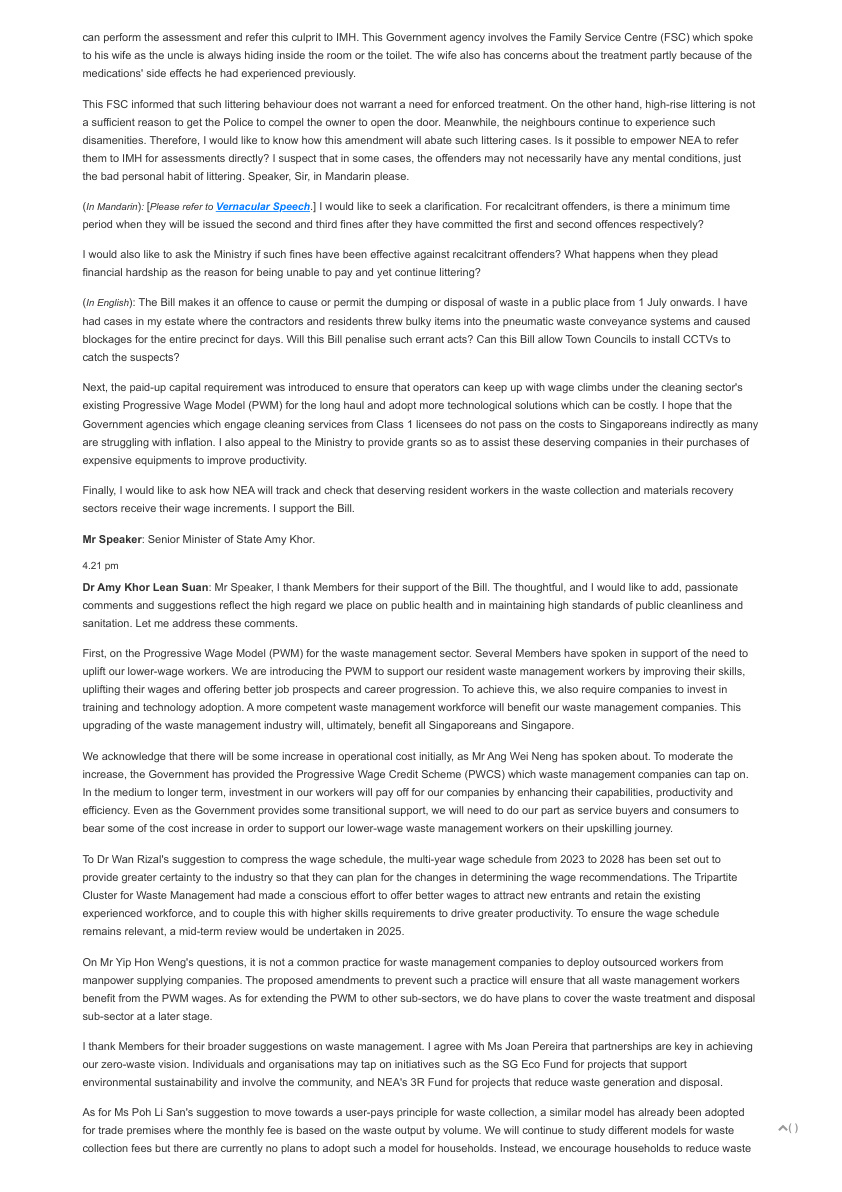 can perform the assessment and refer this culprit to IMH. This Government agency involves the Family Service Centre (FSC) which spoke
to his wife as the uncle is always hiding inside the room or the toilet. The wife also has concerns about the treatment partly because of the
medications' side effects he had experienced previously.
This FSC informed that such littering behaviour does not warrant a need for enforced treatment. On the other hand, high-rise littering is not
a sufficient reason to get the Police to compel the owner to open the door. Meanwhile, the neighbours continue to experience such
disamenities. Therefore, I would like to know how this amendment will abate such littering cases. Is it possible to empower NEA to refer
them to IMH for assessments directly? I suspect that in some cases, the offenders may not necessarily have any mental conditions, just
the bad personal habit of littering. Speaker, Sir, in Mandarin please.
(In Mandarin): [Please refer to Vernacular Speech.] I would like to seek a clarification. For recalcitrant offenders, is there a minimum time
period when they will be issued the second and third fines after they have committed the first and second offences respectively?
I would also like to ask the Ministry if such fines have been effective against recalcitrant offenders? What happens when they plead
financial hardship as the reason for being unable to pay and yet continue littering?
(In English): The Bill makes it an offence to cause or permit the dumping or disposal of waste in a public place from 1 July onwards. I have
had cases in my estate where the contractors and residents threw bulky items into the pneumatic waste conveyance systems and caused
blockages for the entire precinct for days. Will this Bill penalise such errant acts? Can this Bill allow Town Councils to install CCTVs to
catch the suspects?
Next, the paid-up capital requirement was introduced to ensure that operators can keep up with wage climbs under the cleaning sector's
existing Progressive Wage Model (PWM) for the long haul and adopt more technological solutions which can be costly. I hope that the
Government agencies which engage cleaning services from Class 1 licensees do not pass on the costs to Singaporeans indirectly as many
are struggling with inflation. I also appeal to the Ministry to provide grants so as to assist these deserving companies in their purchases of
expensive equipments to improve productivity.
Finally, I would like to ask how NEA will track and check that deserving resident workers in the waste collection and materials recovery
sectors receive their wage increments. I support the Bill.
Mr Speaker: Senior Minister of State Amy Khor.
4.21 pm
Dr Amy Khor Lean Suan: Mr Speaker, I thank Members for their support of the Bill. The thoughtful, and I would like to add, passionate
comments and suggestions reflect the high regard we place on public health and in maintaining high standards of public cleanliness and
sanitation. Let me address these comments.
First, on the Progressive Wage Model (PWM) for the waste management sector. Several Members have spoken in support of the need to
uplift our lower-wage workers. We are introducing the PWM to support our resident waste management workers by improving their skills,
uplifting their wages and offering better job prospects and career progression. To achieve this, we also require companies to invest in
training and technology adoption. A more competent waste management workforce will benefit our waste management companies. This
upgrading of the waste management industry will, ultimately, benefit all Singaporeans and Singapore.
We acknowledge that there will be some increase in operational cost initially, as Mr Ang Wei Neng has spoken about. To moderate the
increase, the Government has provided the Progressive Wage Credit Scheme (PWCS) which waste management companies can tap on.
In the medium to longer term, investment in our workers will pay off for our companies by enhancing their capabilities, productivity and
efficiency. Even as the Government provides some transitional support, we will need to do our part as service buyers and consumers to
bear some of the cost increase in order to support our lower-wage waste management workers on their upskilling journey.
To Dr Wan Rizal's suggestion to compress the wage schedule, the multi-year wage schedule from 2023 to 2028 has been set out to
provide greater certainty to the industry so that they can plan for the changes in determining the wage recommendations. The Tripartite
Cluster for Waste Management had made a conscious effort to offer better wages to attract new entrants and retain the existing
experienced workforce, and to couple this with higher skills requirements to drive greater productivity. To ensure the wage schedule
remains relevant, a mid-term review would be undertaken in 2025.
On Mr Yip Hon Weng's questions, it is not a common practice for waste management companies to deploy outsourced workers from
manpower supplying companies. The proposed amendments to prevent such a practice will ensure that all waste management workers
benefit from the PWM wages. As for extending the PWM to other sub-sectors, we do have plans to cover the waste treatment and disposal
sub-sector at a later stage.
I thank Members for their broader suggestions on waste management. I agree with Ms Joan Pereira that partnerships are key in achieving
our zero-waste vision. Individuals and organisations may tap on initiatives such as the SG Eco Fund for projects that support
environmental sustainability and involve the community, and NEA's 3R Fund for projects that reduce waste generation and disposal.
As for Ms Poh Li San's suggestion to move towards a user-pays principle for waste collection, a similar model has already been adopted
for trade premises where the monthly fee is based on the waste output by volume. We will continue to study different models for waste
collection fees but there are currently no plans to adopt such a model for households. Instead, we encourage households to reduce waste
( )